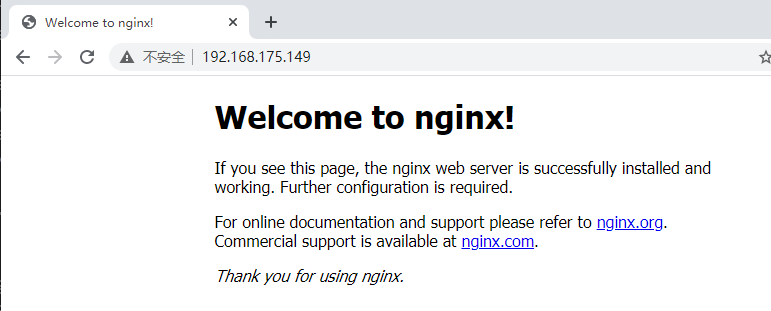 Welcome to nginx!
不安全 192.168.175.149
Welcome to nginx!
If you see this page, the nginx web server is successfully installed and
working. Further configuration is required.
For online documentation and support please refer to nginx.org.
Commercial support is available at nginx.com.
Thank you for using nginx.